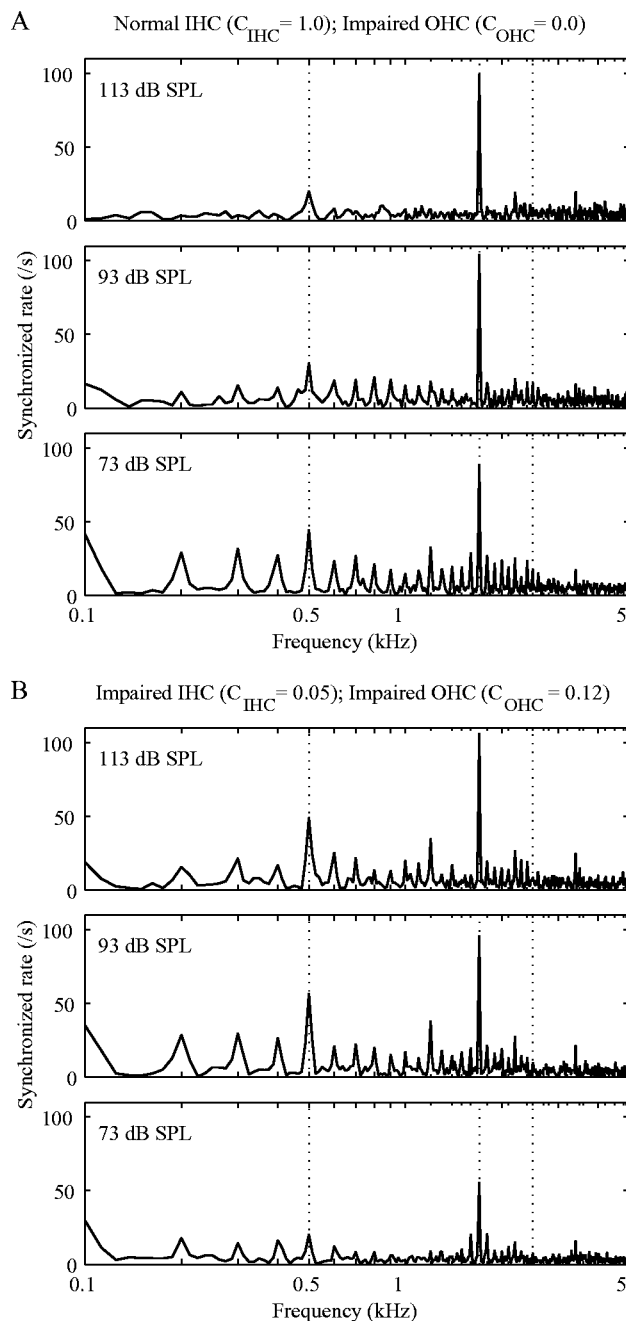 A
Normal IHC (C_IHC = 1.0); Impaired OHC (C_OHC = 0.0)
113 dB SPL
100
50
0
93 dB SPL
100
50
0
Synchronized rate (/s)
73 dB SPL
100
50
0
0.1
0.5
1
5
Frequency (kHz)
B
Impaired IHC (C_IHC = 0.05); Impaired OHC (C_OHC = 0.12)
113 dB SPL
100
50
0
93 dB SPL
100
50
0
Synchronized rate (/s)
73 dB SPL
100
50
0
0.1
0.5
1
5
Frequency (kHz)